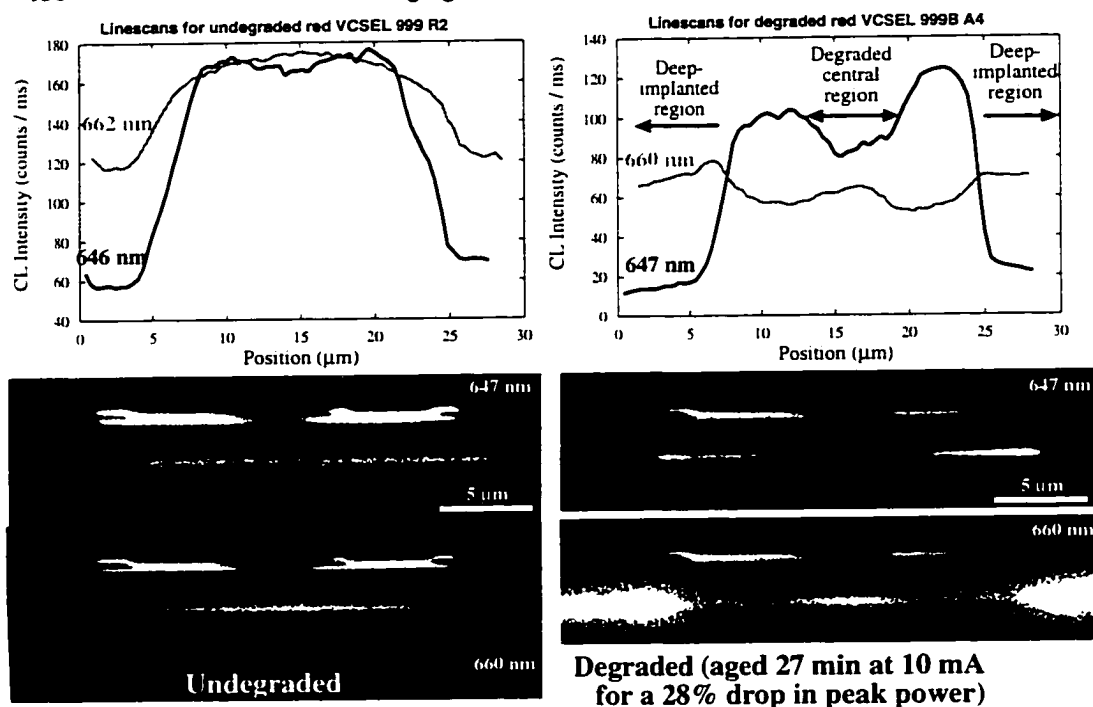 Linescans for undegraded red VCSEL 999 R2
180
160
140
120
100
80
60
40
CL Intensity (counts / ms)
662 nm
646 nm
0
5
10
15
20
25
30
Position (μm)
Linescans for degraded red VCSEL 999B A4
140
120
100
80
60
40
20
0
CL Intensity (counts / ms)
Deep-
implanted
region
Degraded
central
region
Deep-
implanted
region
660 nm
647 nm
0
5
10
15
20
25
30
Position (μm)
647 nm
5 μm
660 nm
Undegraded
647 nm
5 μm
660 nm
Degraded (aged 27 min at 10 mA
for a 28% drop in peak power)